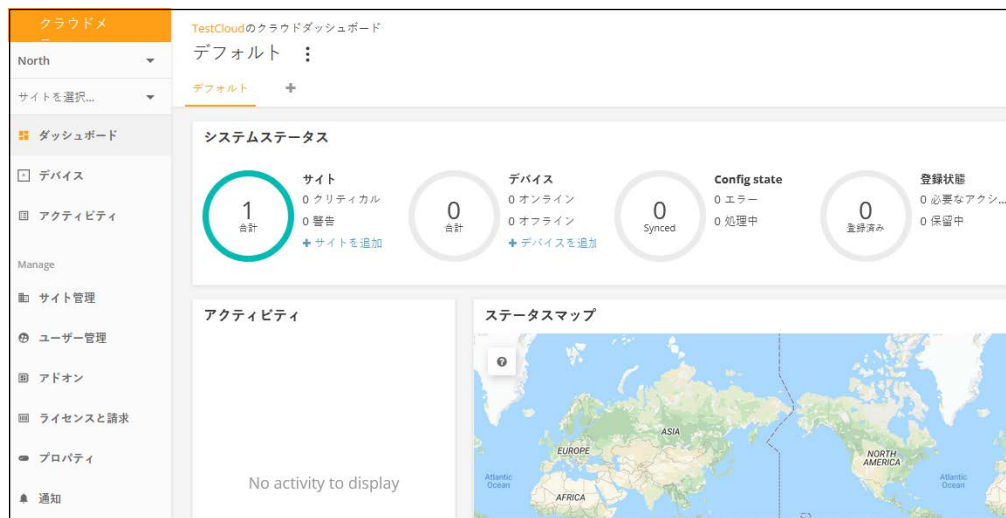 クラウドメ
North
サイトを選択...
ダッシュボード
デバイス
アクティビティ
Manage
サイト管理
ユーザー管理
アドオン
ライセンスと請求
プロパティ
通知
TestCloudのクラウドダッシュボード
デフォルト
デフォルト +
システムステータス
1
合計
サイト
0 クリティカル
0 警告
+ サイトを追加
0
合計
デバイス
0 オンライン
0 オフライン
+ デバイスを追加
0
Synced
Config state
0 エラー
0 処理中
0
登録済み
登録状態
0 必要なアクシ...
0 保留中
アクティビティ
No activity to display
ステータスマップ
?
ASIA
EUROPE
NORTH
AMERICA
Atlantic
Ocean
AFRICA
Atlantic
Ocean